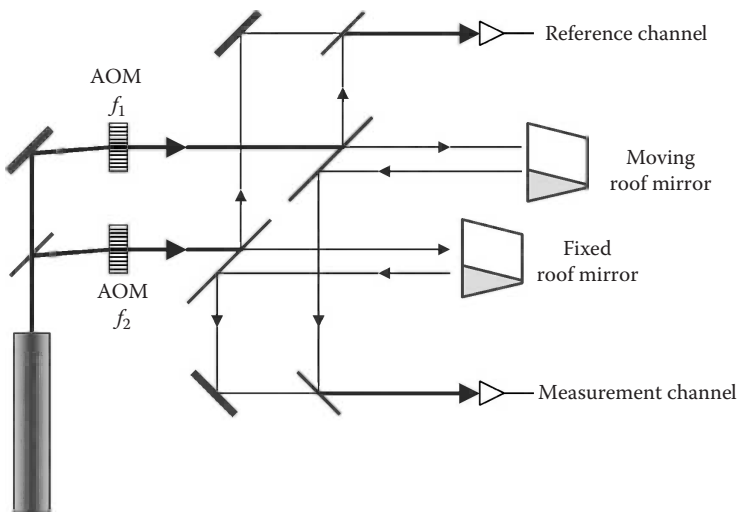 Reference channel
AOM
f1
Moving
roof mirror
Fixed
roof mirror
AOM
f2
Measurement channel